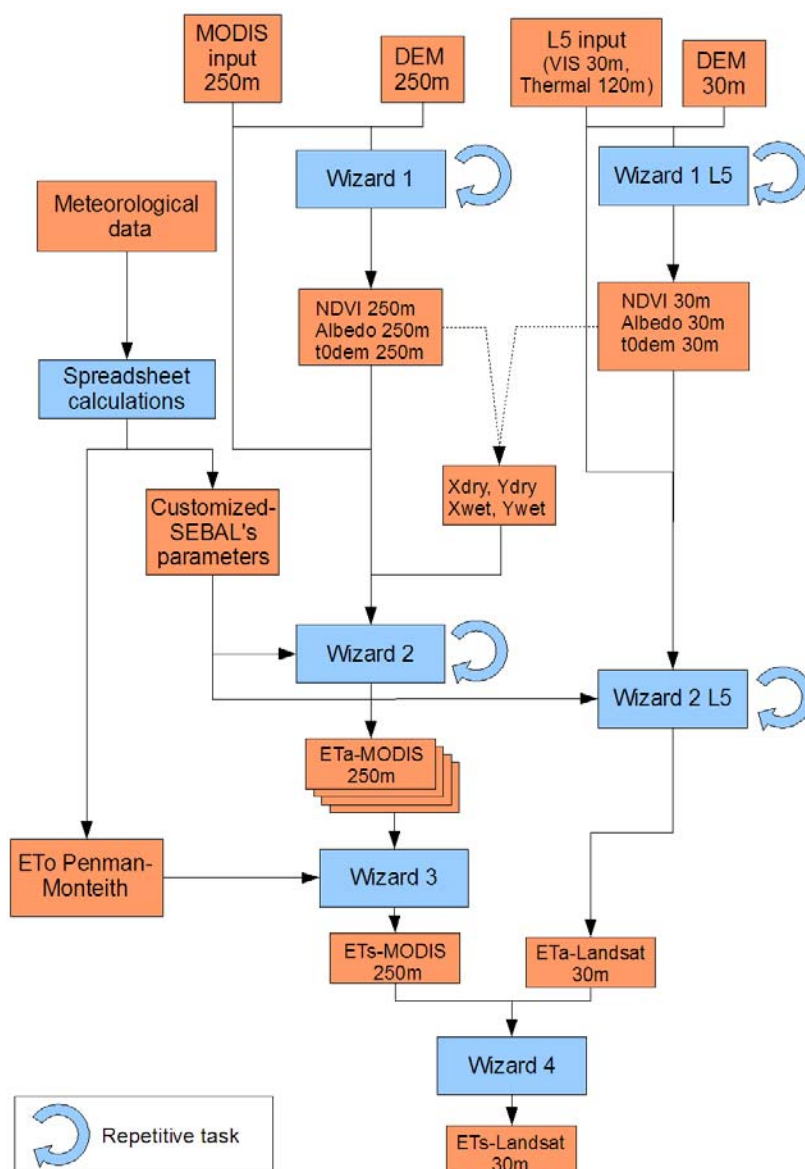 MODIS
input
250m
DEM
250m
L5 input
(VIS 30m,
Thermal 120m)
DEM
30m
Wizard 1
Wizard 1 L5
Meteorological
data
NDVI 250m
Albedo 250m
t0dem 250m
NDVI 30m
Albedo 30m
t0dem 30m
Spreadsheet
calculations
Xdry, Ydry
Xwet, Ywet
Customized-
SEBAL's
parameters
Wizard 2
Wizard 2 L5
ETa-MODIS
250m
ETo Penman-
Monteith
Wizard 3
ETs-MODIS
250m
ETa-Landsat
30m
Wizard 4
Repetitive task
ETs-Landsat
30m